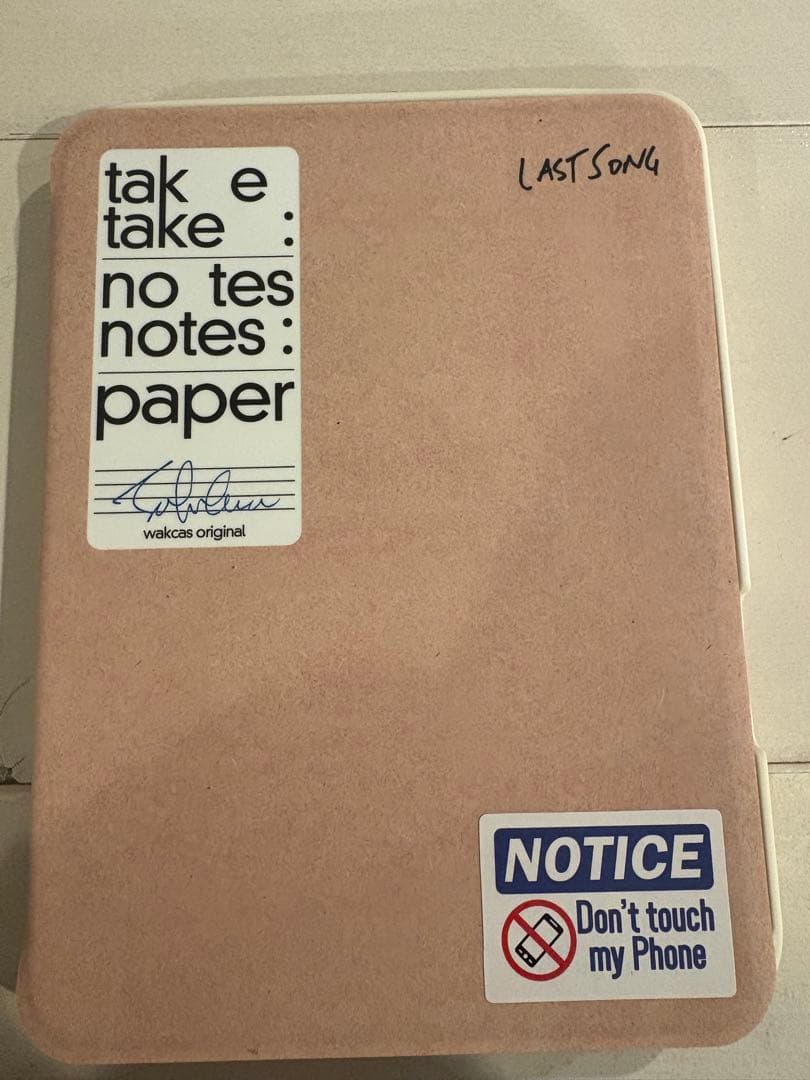 tak e
take :
no tes
notes :
paper
wakcas original
LAST SONG
NOTICE
Don't touch
my Phone